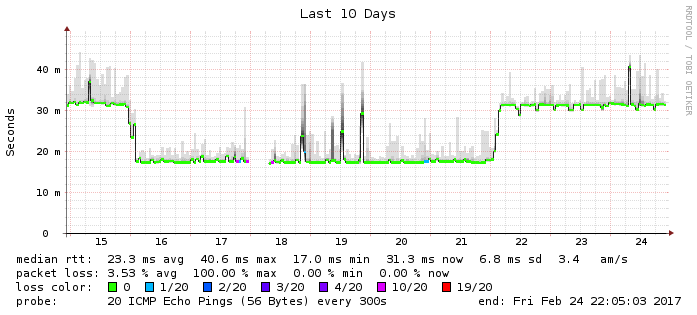 Last 10 Days
RRDTOOL / TOBI OETIKER
Seconds
40 m
30 m
20 m
10 m
0
15 16 17 18 19 20 21 22 23 24
median rtt: 23.3 ms avg 40.6 ms max 17.0 ms min 31.3 ms now 6.8 ms sd 3.4 am/s
packet loss: 3.53 % avg 100.00 % max 0.00 % min 0.00 % now
loss color: 0 1/20 2/20 3/20 4/20 10/20 19/20
probe: 20 ICMP Echo Pings (56 Bytes) every 300s end: Fri Feb 24 22:05:03 2017